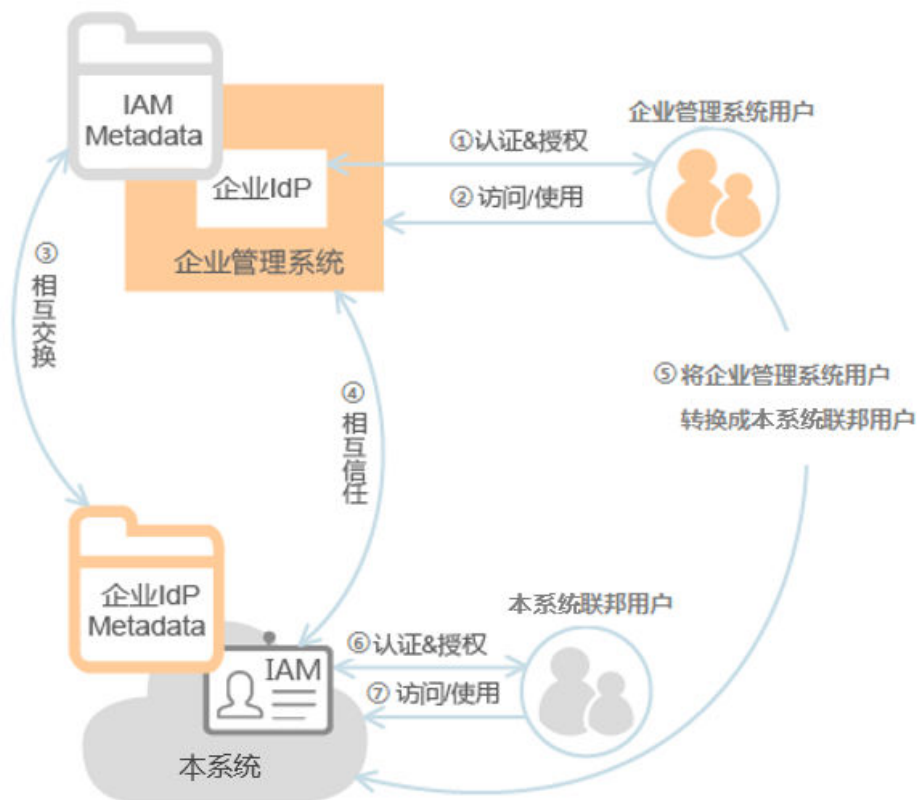 IAM
Metadata
企业管理系统用户
①认证&授权
企业IdP
② 访问/使用
企业管理系统
③
相互交换
④
相互信任
⑤ 将企业管理系统用户
转换成本系统联邦用户
企业IdP
Metadata
本系统联邦用户
⑥认证&授权
IAM
⑦ 访问/使用
本系统